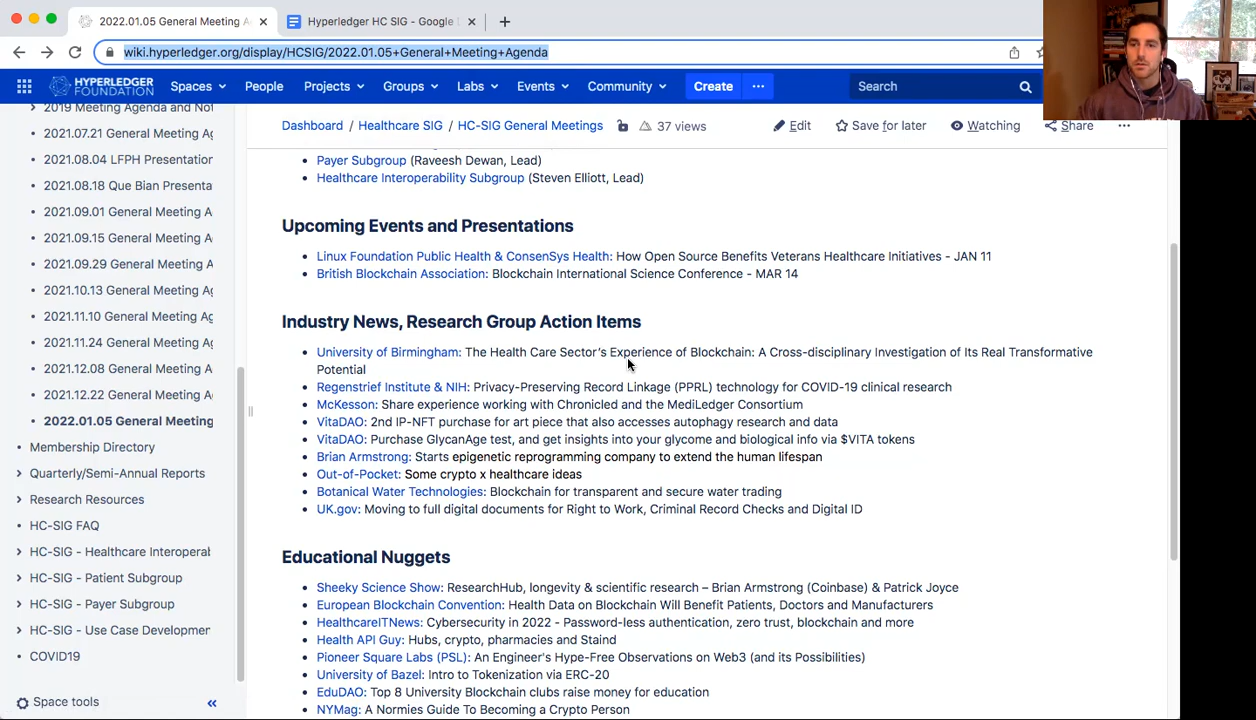 2022.01.05 General Meeting A
Hyperledger HC SIG - Google
wiki.hyperledger.org/display/HCSIG/2022.01.05+General+Meeting+Agenda
HYPERLEDGER FOUNDATION
Spaces People Projects Groups Labs Events Community Create Search
2019 Meeting Agenda and Not
2021.07.21 General Meeting Ag
2021.08.04 LFPH Presentation
2021.08.18 Que Bian Presenta
2021.09.01 General Meeting A
2021.09.15 General Meeting A
2021.09.29 General Meeting A
2021.10.13 General Meeting Ag
2021.11.10 General Meeting Ag
2021.11.24 General Meeting Ag
2021.12.08 General Meeting Ag
2021.12.22 General Meeting Ag
2022.01.05 General Meeting
Membership Directory
Quarterly/Semi-Annual Reports
Research Resources
HC-SIG FAQ
HC-SIG - Healthcare Interoperab
HC-SIG - Patient Subgroup
HC-SIG - Payer Subgroup
HC-SIG - Use Case Developmer
COVID19
Space tools
Dashboard / Healthcare SIG / HC-SIG General Meetings 37 views Edit Save for later Watching Share
Payer Subgroup (Raveesh Dewan, Lead)
Healthcare Interoperability Subgroup (Steven Elliott, Lead)
Upcoming Events and Presentations
Linux Foundation Public Health & ConsenSys Health: How Open Source Benefits Veterans Healthcare Initiatives - JAN 11
British Blockchain Association: Blockchain International Science Conference - MAR 14
Industry News, Research Group Action Items
University of Birmingham: The Health Care Sector's Experience of Blockchain: A Cross-disciplinary Investigation of Its Real Transformative
Potential
Regenstrief Institute & NIH: Privacy-Preserving Record Linkage (PPRL) technology for COVID-19 clinical research
McKesson: Share experience working with Chronicled and the MediLedger Consortium
VitaDAO: 2nd IP-NFT purchase for art piece that also accesses autophagy research and data
VitaDAO: Purchase GlycanAge test, and get insights into your glycome and biological info via $VITA tokens
Brian Armstrong: Starts epigenetic reprogramming company to extend the human lifespan
Out-of-Pocket: Some crypto x healthcare ideas
Botanical Water Technologies: Blockchain for transparent and secure water trading
UK.gov: Moving to full digital documents for Right to Work, Criminal Record Checks and Digital ID
Educational Nuggets
Sheeky Science Show: ResearchHub, longevity & scientific research – Brian Armstrong (Coinbase) & Patrick Joyce
European Blockchain Convention: Health Data on Blockchain Will Benefit Patients, Doctors and Manufacturers
HealthcareITNews: Cybersecurity in 2022 - Password-less authentication, zero trust, blockchain and more
Health API Guy: Hubs, crypto, pharmacies and Staind
Pioneer Square Labs (PSL): An Engineer's Hype-Free Observations on Web3 (and its Possibilities)
University of Bazel: Intro to Tokenization via ERC-20
EduDAO: Top 8 University Blockchain clubs raise money for education
NYMag: A Normies Guide To Becoming a Crypto Person